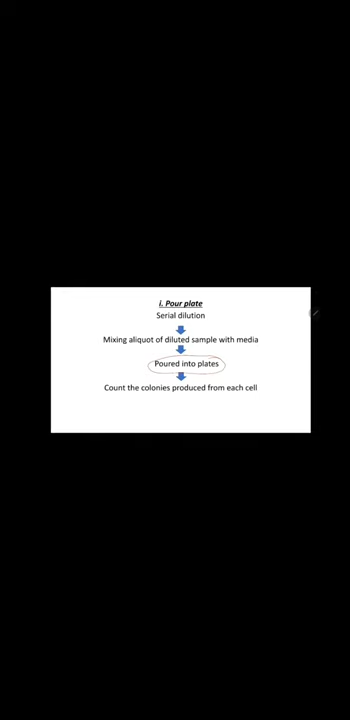 i. Pour plate
Serial dilution
Mixing aliquot of diluted sample with media
Poured into plates
Count the colonies produced from each cell